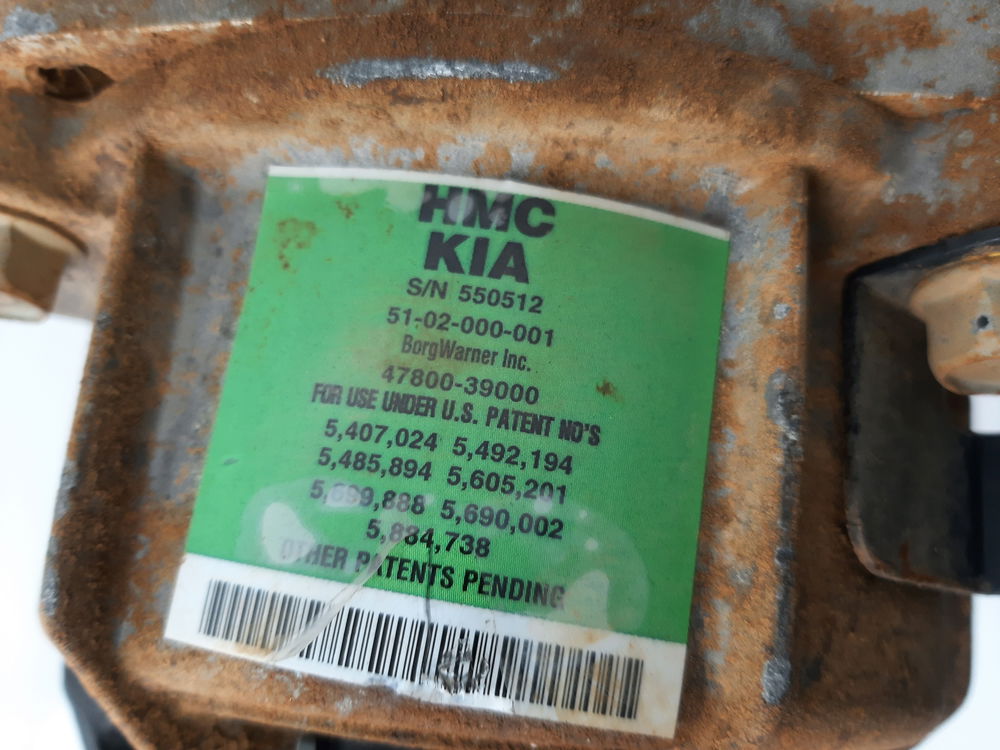 HMC
KIA
S/N 550512
51-02-000-001
BorgWarner Inc.
47800-39000
FOR USE UNDER U.S. PATENT NO'S
5,407,024 5,492,194
5,485,894 5,605,201
5,690,002
5,884,738
OTHER PATENTS PENDING